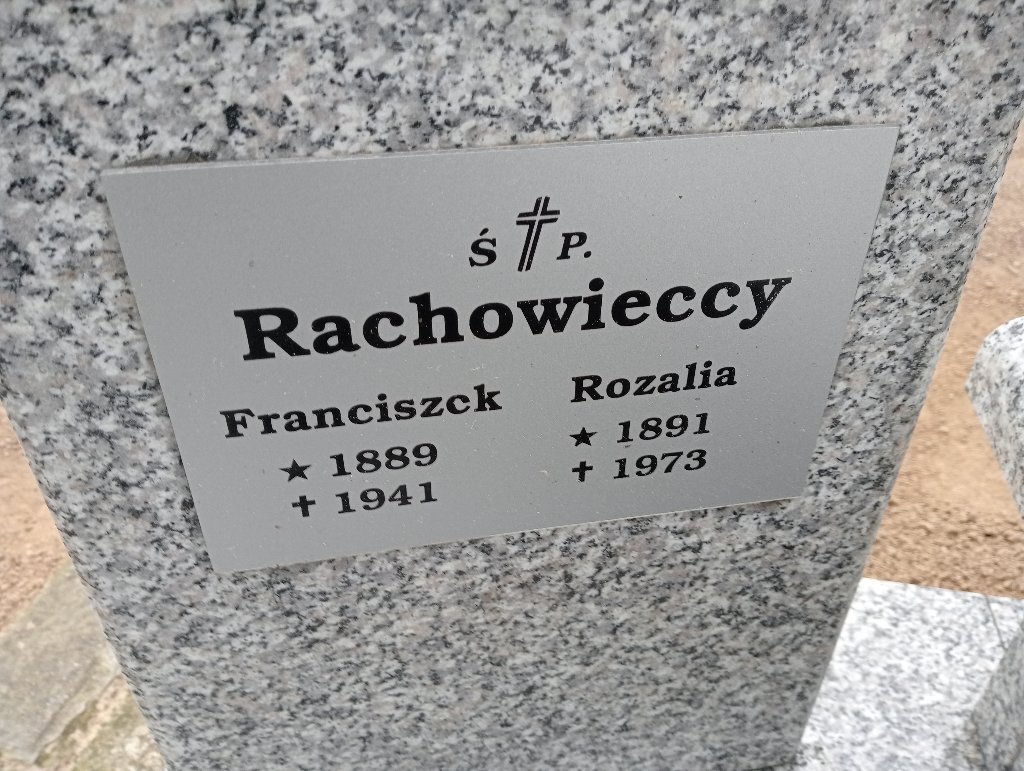 Ś † P.
Rachowieccy
Franciszck Rozalia
★ 1889 ★ 1891
✝ 1941 ✝ 1973